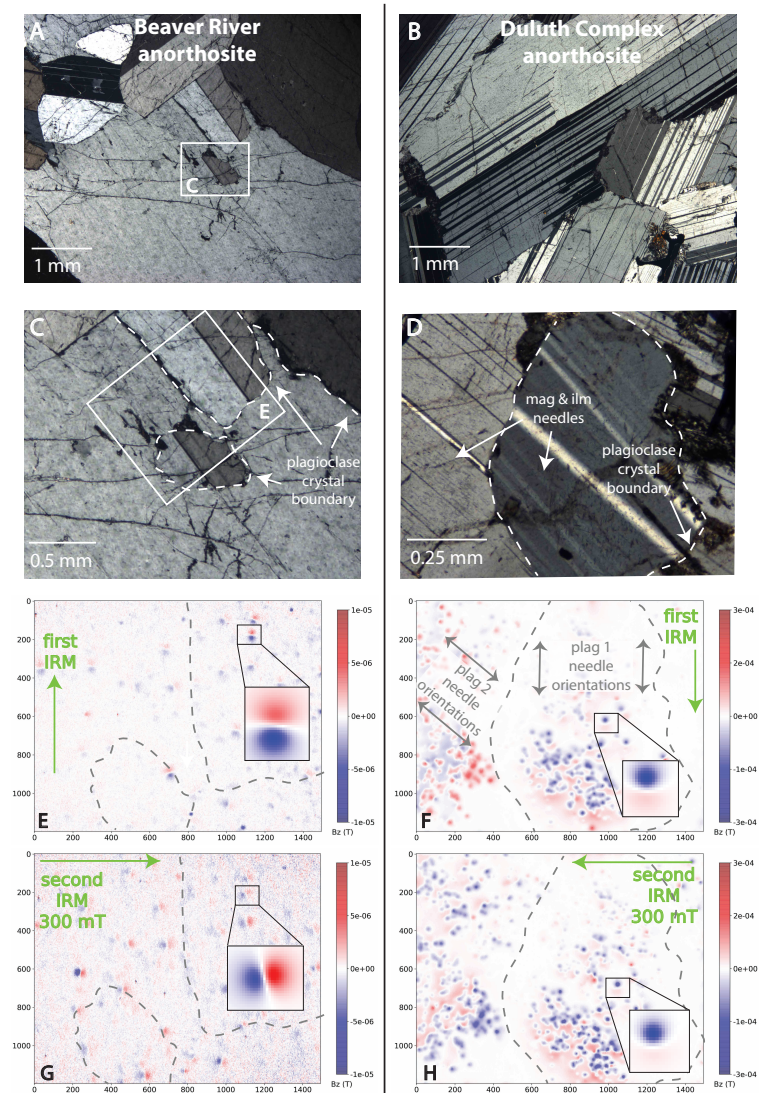 A
Beaver River
anorthosite
C
1 mm
B
Duluth Complex
anorthosite
1 mm
C
E
plagioclase
crystal
boundary
0.5 mm
D
mag & ilm
needles
plagioclase
crystal
boundary
0.25 mm
0
200
400
600
800
1000
first
IRM
E
0 200 400 600 800 1000 1200 1400
1e-05
5e-06
0e+00
-5e-06
-1e-05
Bz (T)
0
200
400
600
800
1000
plag 2
needle
orientations
plag 1
needle
orientations
first
IRM
F
0 200 400 600 800 1000 1200 1400
3e-04
2e-04
1e-04
0e+00
-1e-04
-2e-04
-3e-04
Bz (T)
0
200
400
600
800
1000
second
IRM
300 mT
G
0 200 400 600 800 1000 1200 1400
1e-05
5e-06
0e+00
-5e-06
-1e-05
Bz (T)
0
200
400
600
800
1000
second
IRM
300 mT
H
0 200 400 600 800 1000 1200 1400
3e-04
2e-04
1e-04
0e+00
-1e-04
-2e-04
-3e-04
Bz (T)